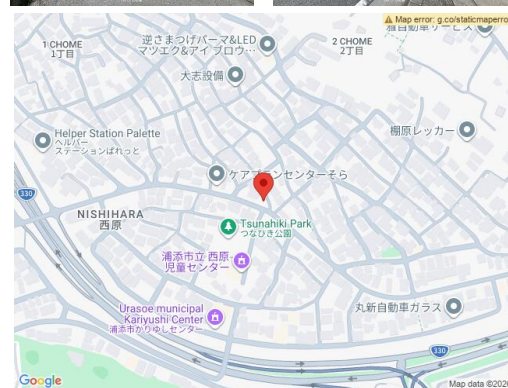 Map error: g.co/staticmaperro
逆さまつげパーマ&LED
マツエク&アイ ブロウ…
1 CHOME
1丁目
2 CHOME
2丁目
大志設備
棚原レッカー
Helper Station Palette
ヘルパー
ステーションぱれっと
ケアプランセンターそら
330
NISHIHARA
西原
Tsunahiki Park
つなひき公園
浦添市立 西原
児童センター
Urasoe municipal
Kariyushi Center
浦添市かりゆしセンター
丸新自動車ガラス
330
Google
Map data ©202